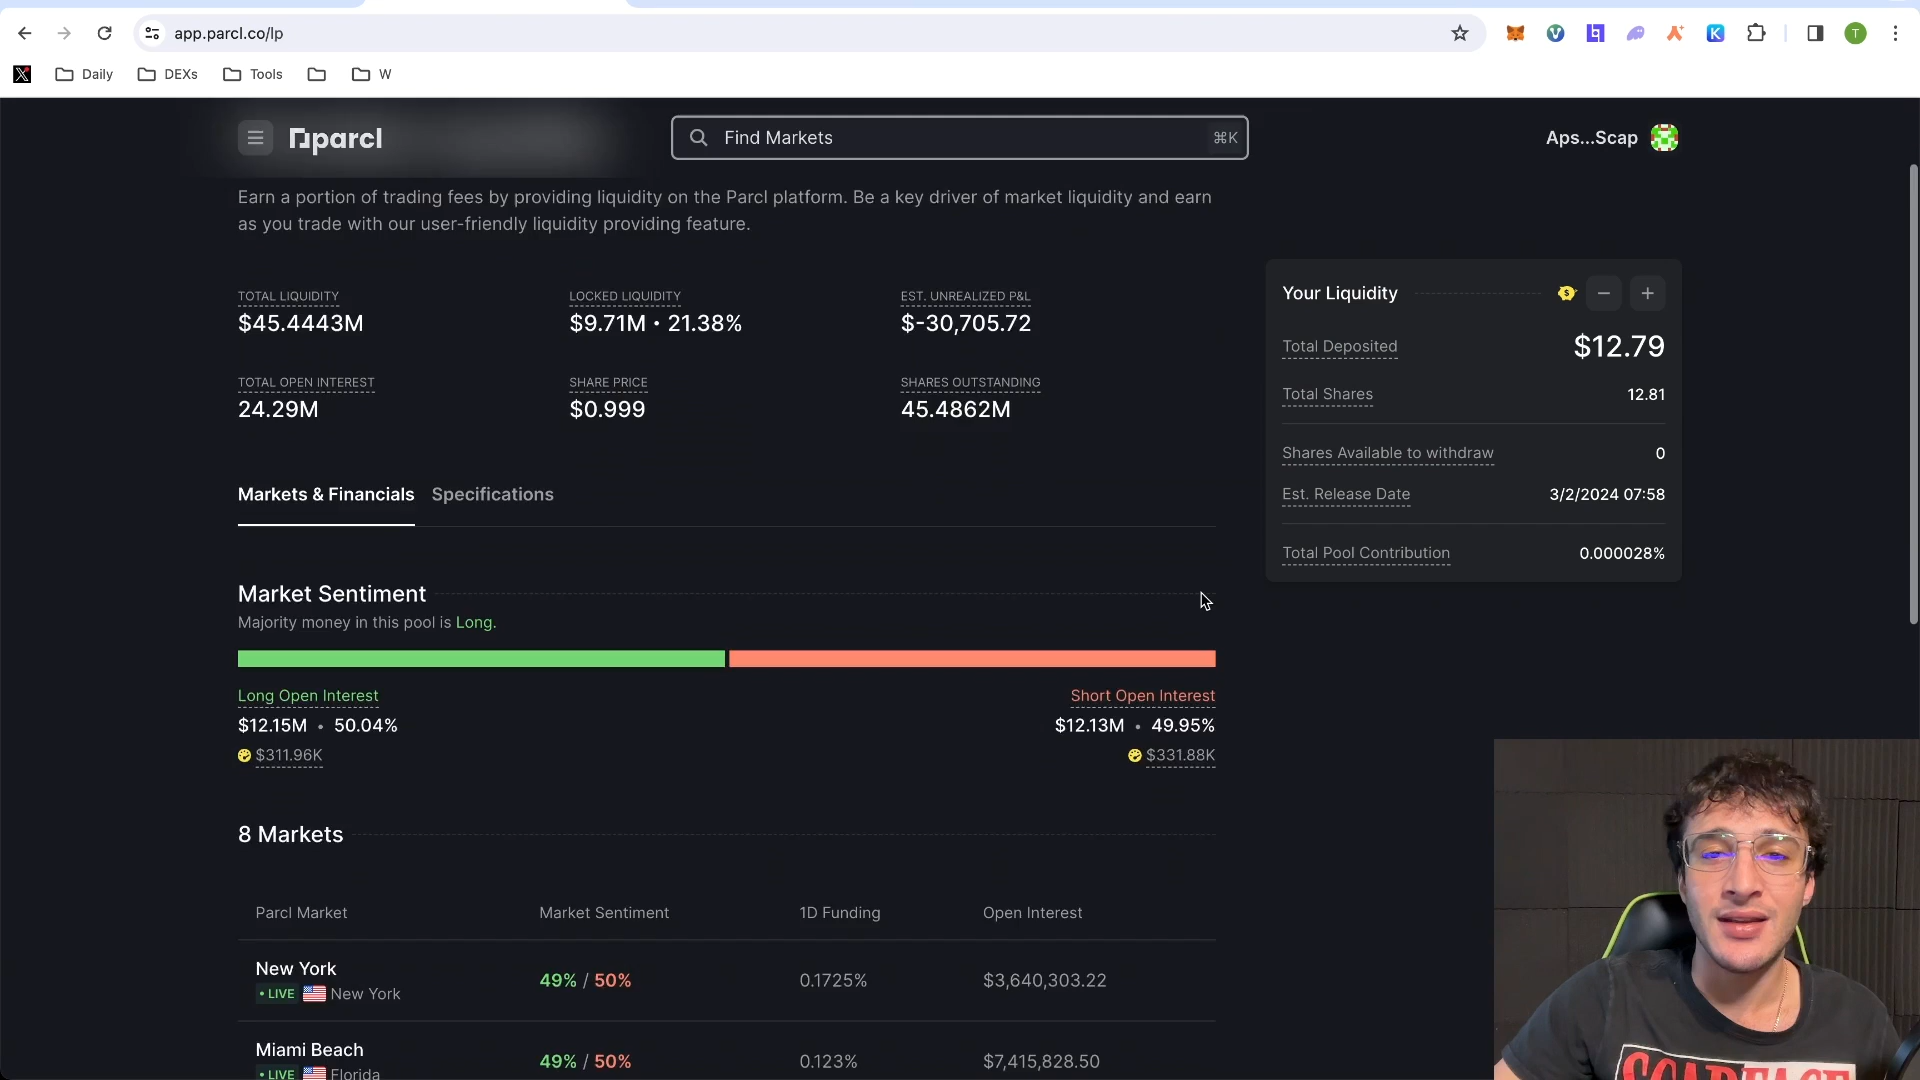 app.parcl.co/lp
T
Daily
DEXs
Tools
W
parcl
Find Markets
⌘K
Aps...Scap
Earn a portion of trading fees by providing liquidity on the Parcl platform. Be a key driver of market liquidity and earn
as you trade with our user-friendly liquidity providing feature.
TOTAL LIQUIDITY
$45.4443M
LOCKED LIQUIDITY
$9.71M • 21.38%
EST. UNREALIZED P&L
$-30,705.72
TOTAL OPEN INTEREST
24.29M
SHARE PRICE
$0.999
SHARES OUTSTANDING
45.4862M
Your Liquidity
Total Deposited
$12.79
Total Shares
12.81
Shares Available to withdraw
0
Est. Release Date
3/2/2024 07:58
Total Pool Contribution
0.000028%
Markets & Financials
Specifications
Market Sentiment
Majority money in this pool is Long.
Long Open Interest
$12.15M • 50.04%
$311.96K
Short Open Interest
$12.13M • 49.95%
$331.88K
8 Markets
Parcl Market
Market Sentiment
1D Funding
Open Interest
New York
• LIVE New York
49% / 50%
0.1725%
$3,640,303.22
Miami Beach
• LIVE Florida
49% / 50%
0.123%
$7,415,828.50
SCARFACE